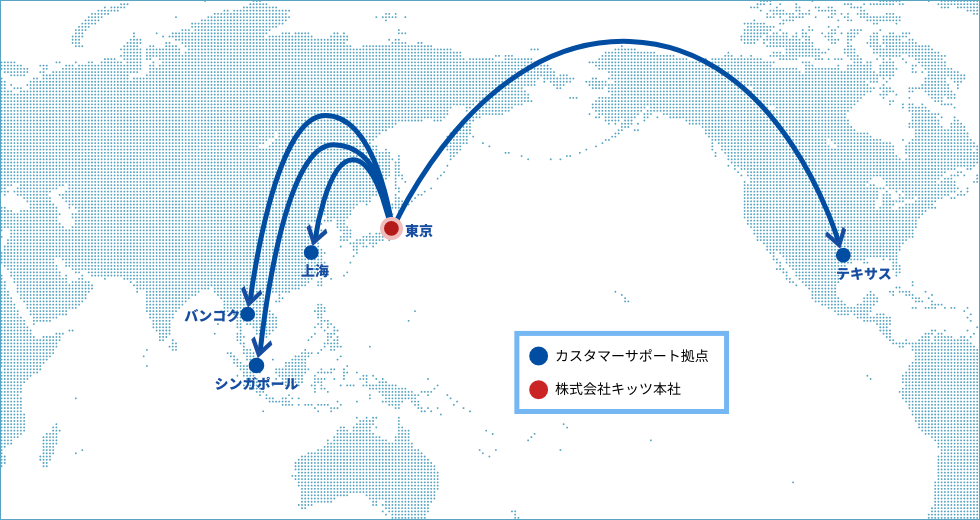 東京
上海
テキサス
バンコク
シンガポール
カスタマーサポート拠点
株式会社キッツ本社